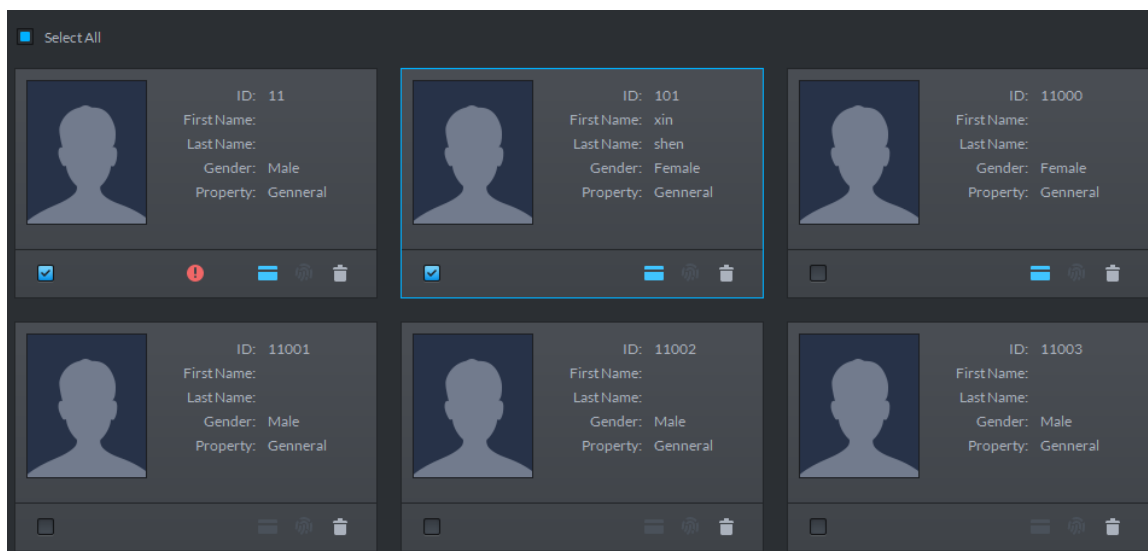 Select All
ID: 11
First Name:
Last Name:
Gender: Male
Property: Genneral
ID: 101
First Name: xin
Last Name: shen
Gender: Female
Property: Genneral
ID: 11000
First Name:
Last Name:
Gender: Female
Property: Genneral
ID: 11001
First Name:
Last Name:
Gender: Male
Property: Genneral
ID: 11002
First Name:
Last Name:
Gender: Male
Property: Genneral
ID: 11003
First Name:
Last Name:
Gender: Male
Property: Genneral